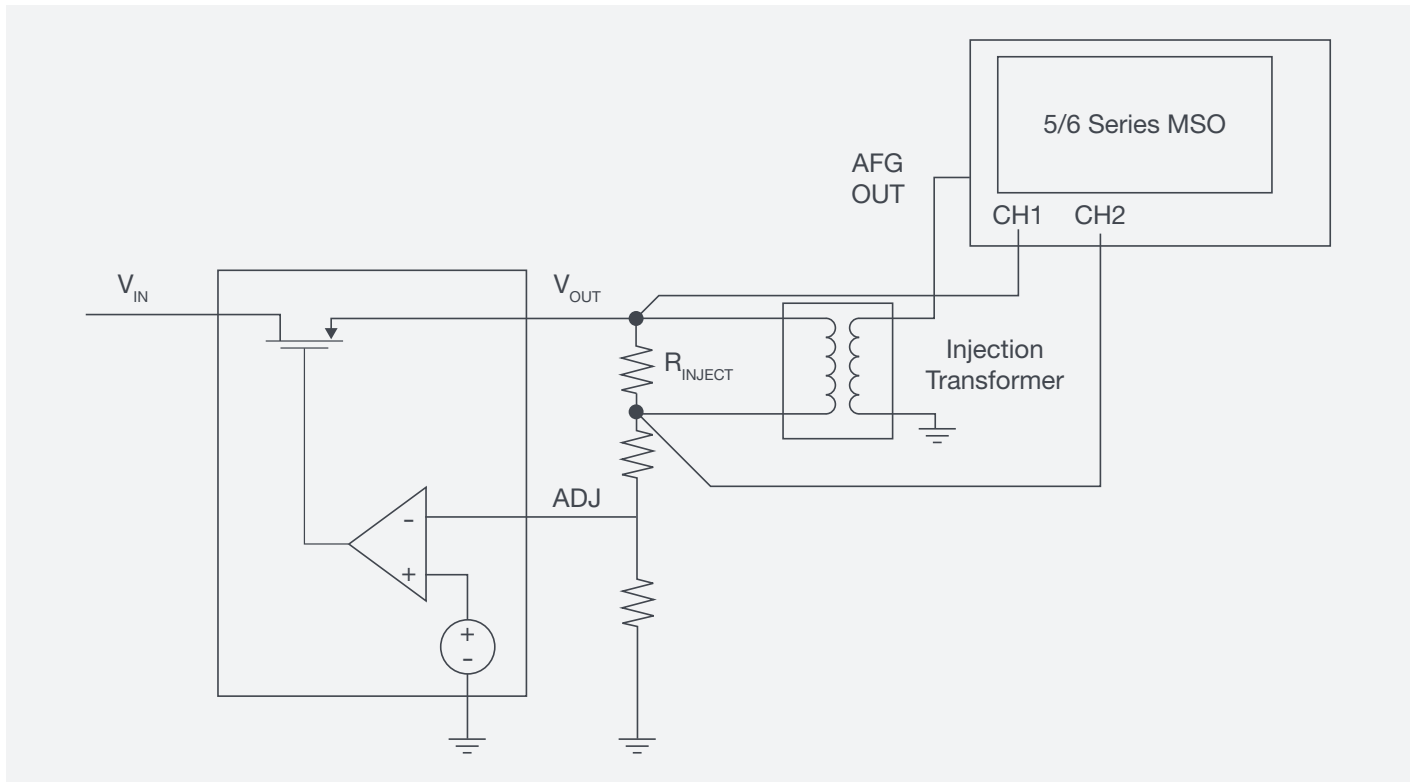 5/6 Series MSO
AFG
OUT
CH1 CH2
VIN
VOUT
RINJECT
Injection
Transformer
ADJ
-
+
+
-